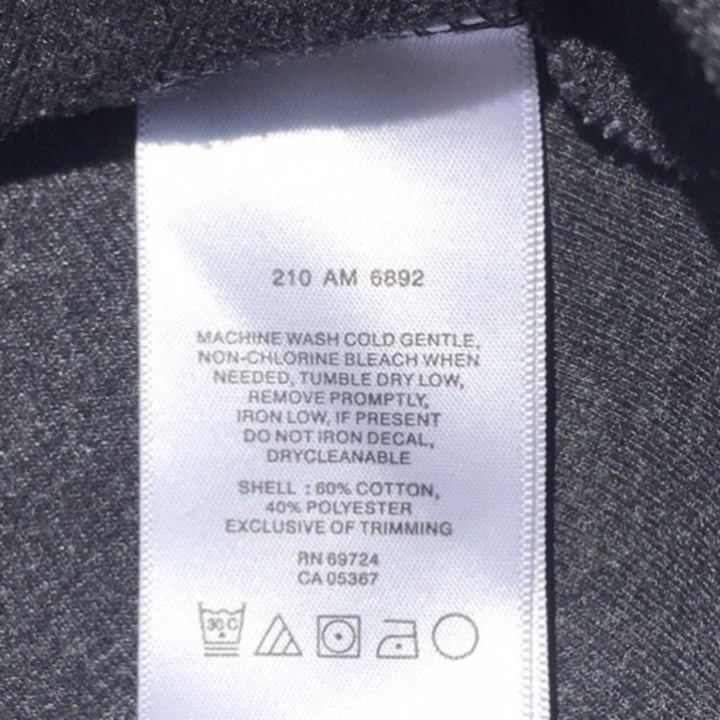 210 AM 6892
MACHINE WASH COLD GENTLE,
NON-CHLORINE BLEACH WHEN
NEEDED, TUMBLE DRY LOW,
REMOVE PROMPTLY,
IRON LOW, IF PRESENT
DO NOT IRON DECAL,
DRYCLEANABLE
SHELL : 60% COTTON,
40% POLYESTER
EXCLUSIVE OF TRIMMING
RN 69724
CA 05367
30 C